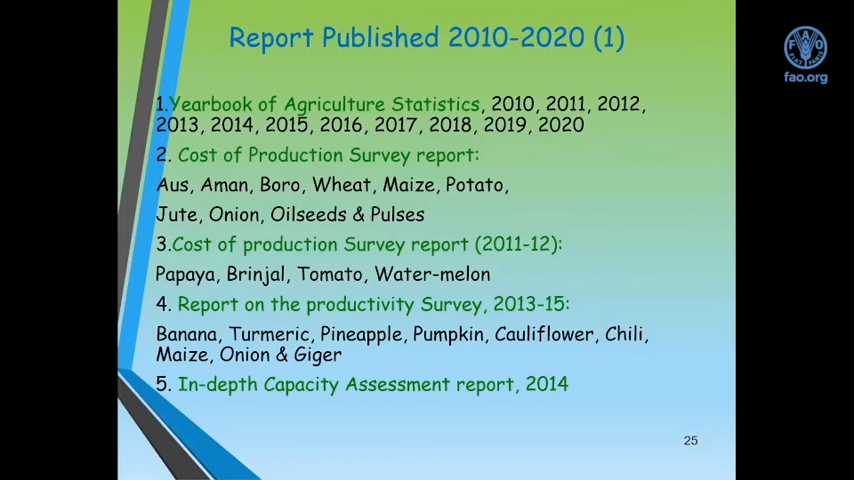 Report Published 2010-2020 (1)
1.Yearbook of Agriculture Statistics, 2010, 2011, 2012,
2013, 2014, 2015, 2016, 2017, 2018, 2019, 2020
2. Cost of Production Survey report:
Aus, Aman, Boro, Wheat, Maize, Potato,
Jute, Onion, Oilseeds & Pulses
3.Cost of production Survey report (2011-12):
Papaya, Brinjal, Tomato, Water-melon
4. Report on the productivity Survey, 2013-15:
Banana, Turmeric, Pineapple, Pumpkin, Cauliflower, Chili,
Maize, Onion & Giger
5. In-depth Capacity Assessment report, 2014
25
FAO
FIAT PANIS
fao.org